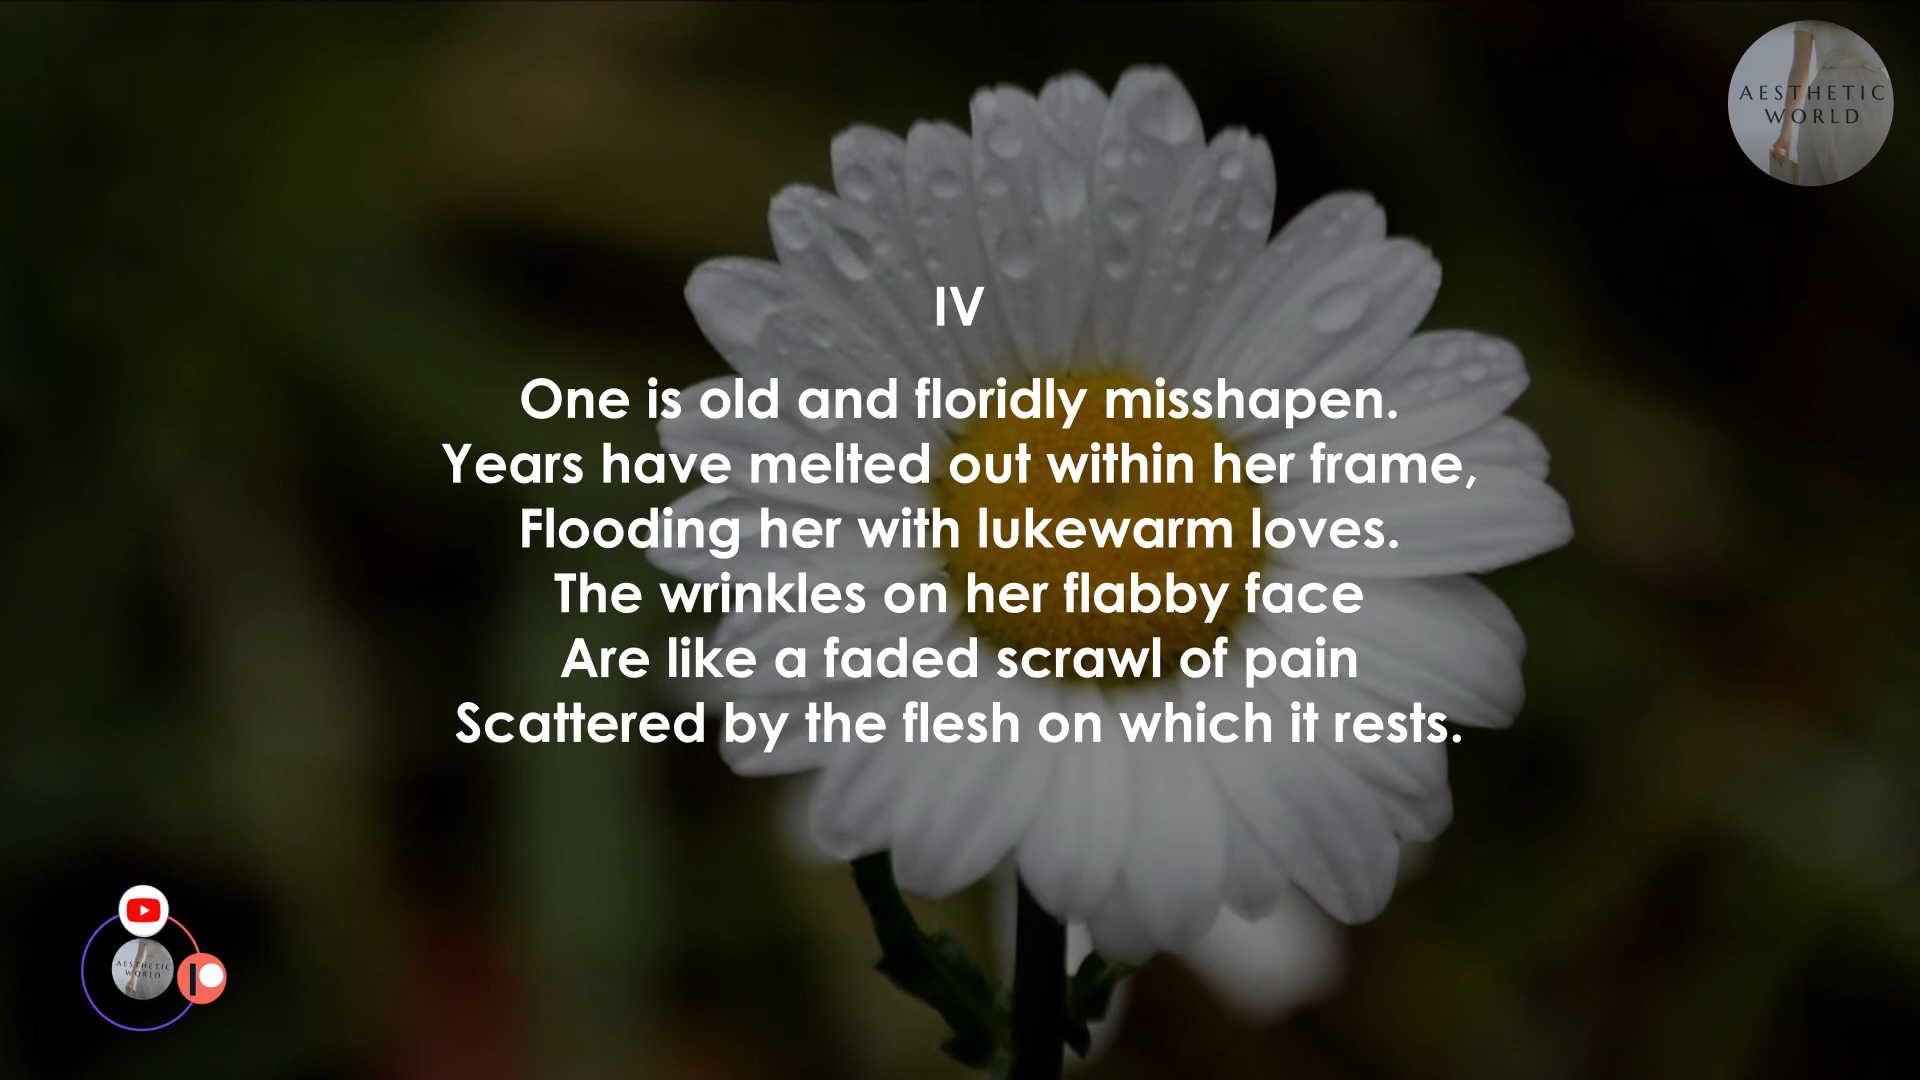 AESTHETIC
WORLD
IV
One is old and floridly misshapen.
Years have melted out within her frame,
Flooding her with lukewarm loves.
The wrinkles on her flabby face
Are like a faded scrawl of pain
Scattered by the flesh on which it rests.
AESTHETIC
WORLD